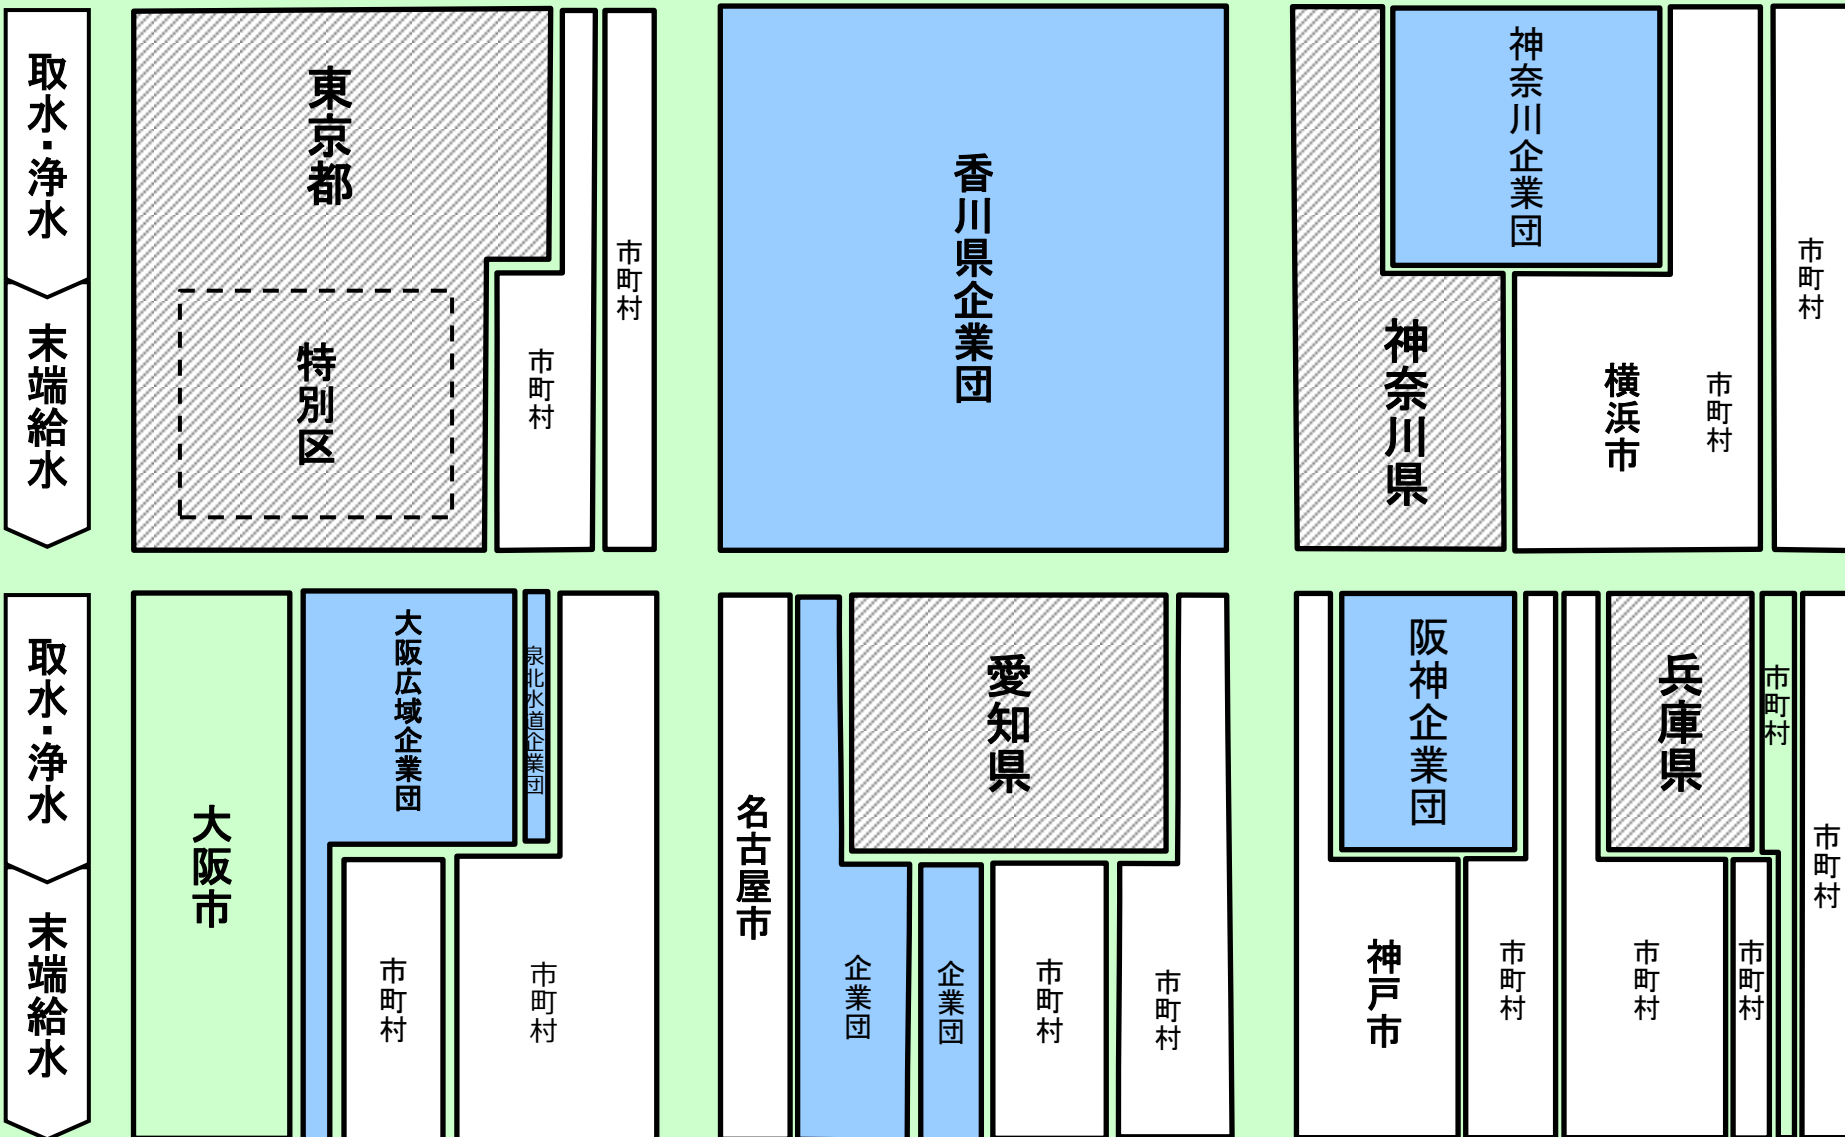 取水・浄水
末端給水
東京都
特別区
市町村
市町村
香川県企業団
神奈川県
神奈川企業団
横浜市
市町村
市町村
取水・浄水
末端給水
大阪市
大阪広域企業団
泉北水道企業団
市町村
市町村
名古屋市
企業団
愛知県
企業団
市町村
市町村
神戸市
阪神企業団
市町村
市町村
兵庫県
市町村
市町村
市町村